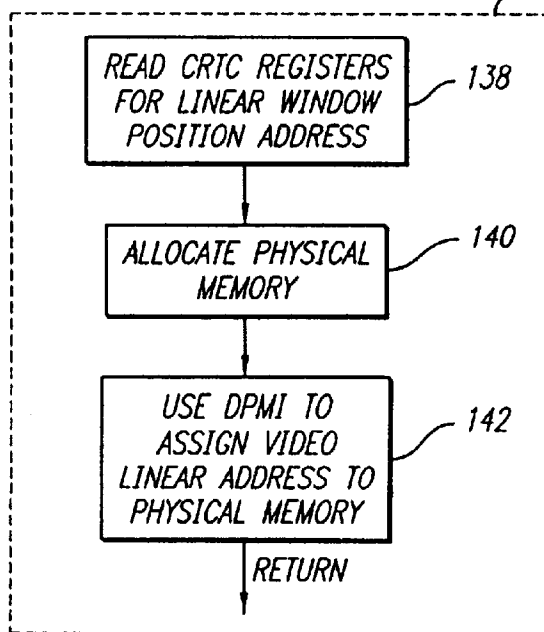 READ CRTC REGISTERS
FOR LINEAR WINDOW
POSITION ADDRESS
138
ALLOCATE PHYSICAL
MEMORY
140
USE DPMI TO
ASSIGN VIDEO
LINEAR ADDRESS TO
PHYSICAL MEMORY
142
RETURN